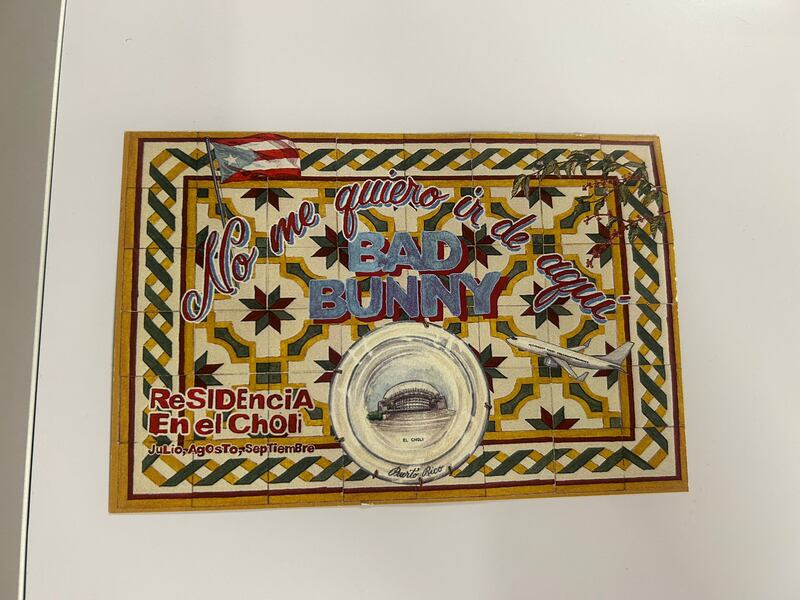 No me quiero ir de aquí
BAD
BUNNY
ReSIDEnciA
En el CHOli
JuLio, AgOsTo, SepTiemBre
EL CHOLI
Puerto Rico